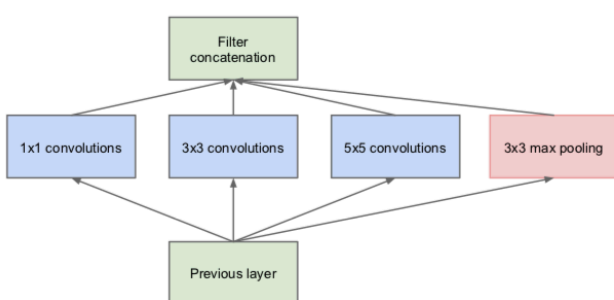 Filter
concatenation
1x1 convolutions
3x3 convolutions
5x5 convolutions
3x3 max pooling
Previous layer